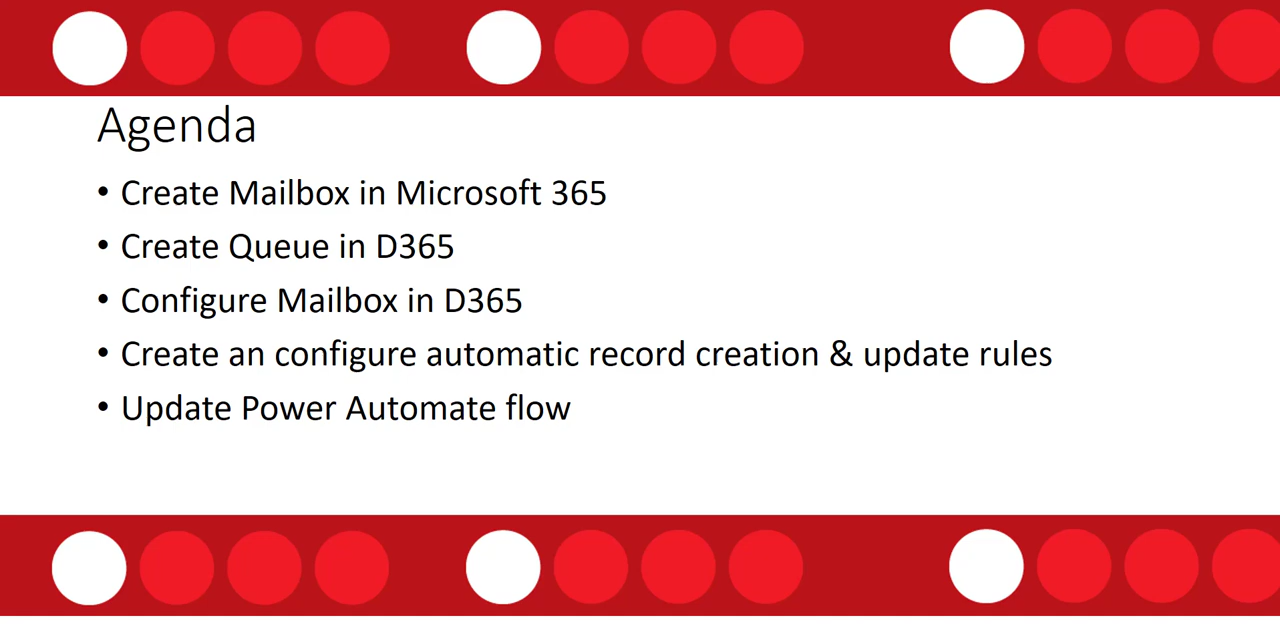 Agenda
• Create Mailbox in Microsoft 365
• Create Queue in D365
• Configure Mailbox in D365
• Create an configure automatic record creation & update rules
• Update Power Automate flow